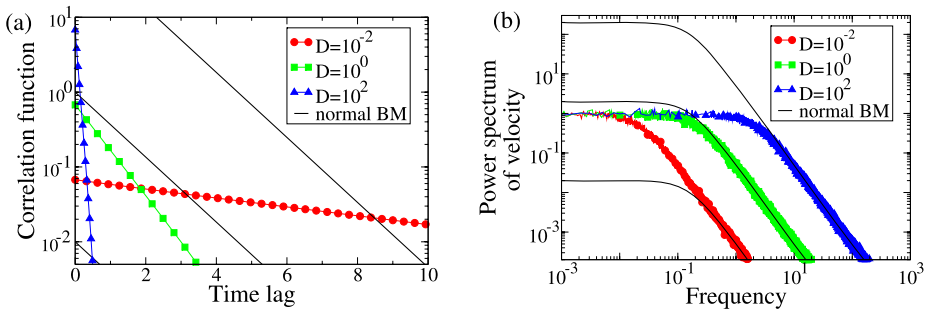 (a)
Correlation function
10^1
10^0
10^-1
10^-2
D=10^-2
D=10^0
D=10^2
normal BM
0 2 4 6 8 10
Time lag
(b)
Power spectrum
of velocity
10^1
10^-1
10^-3
D=10^-2
D=10^0
D=10^2
normal BM
10^-3 10^-1 10^1 10^3
Frequency